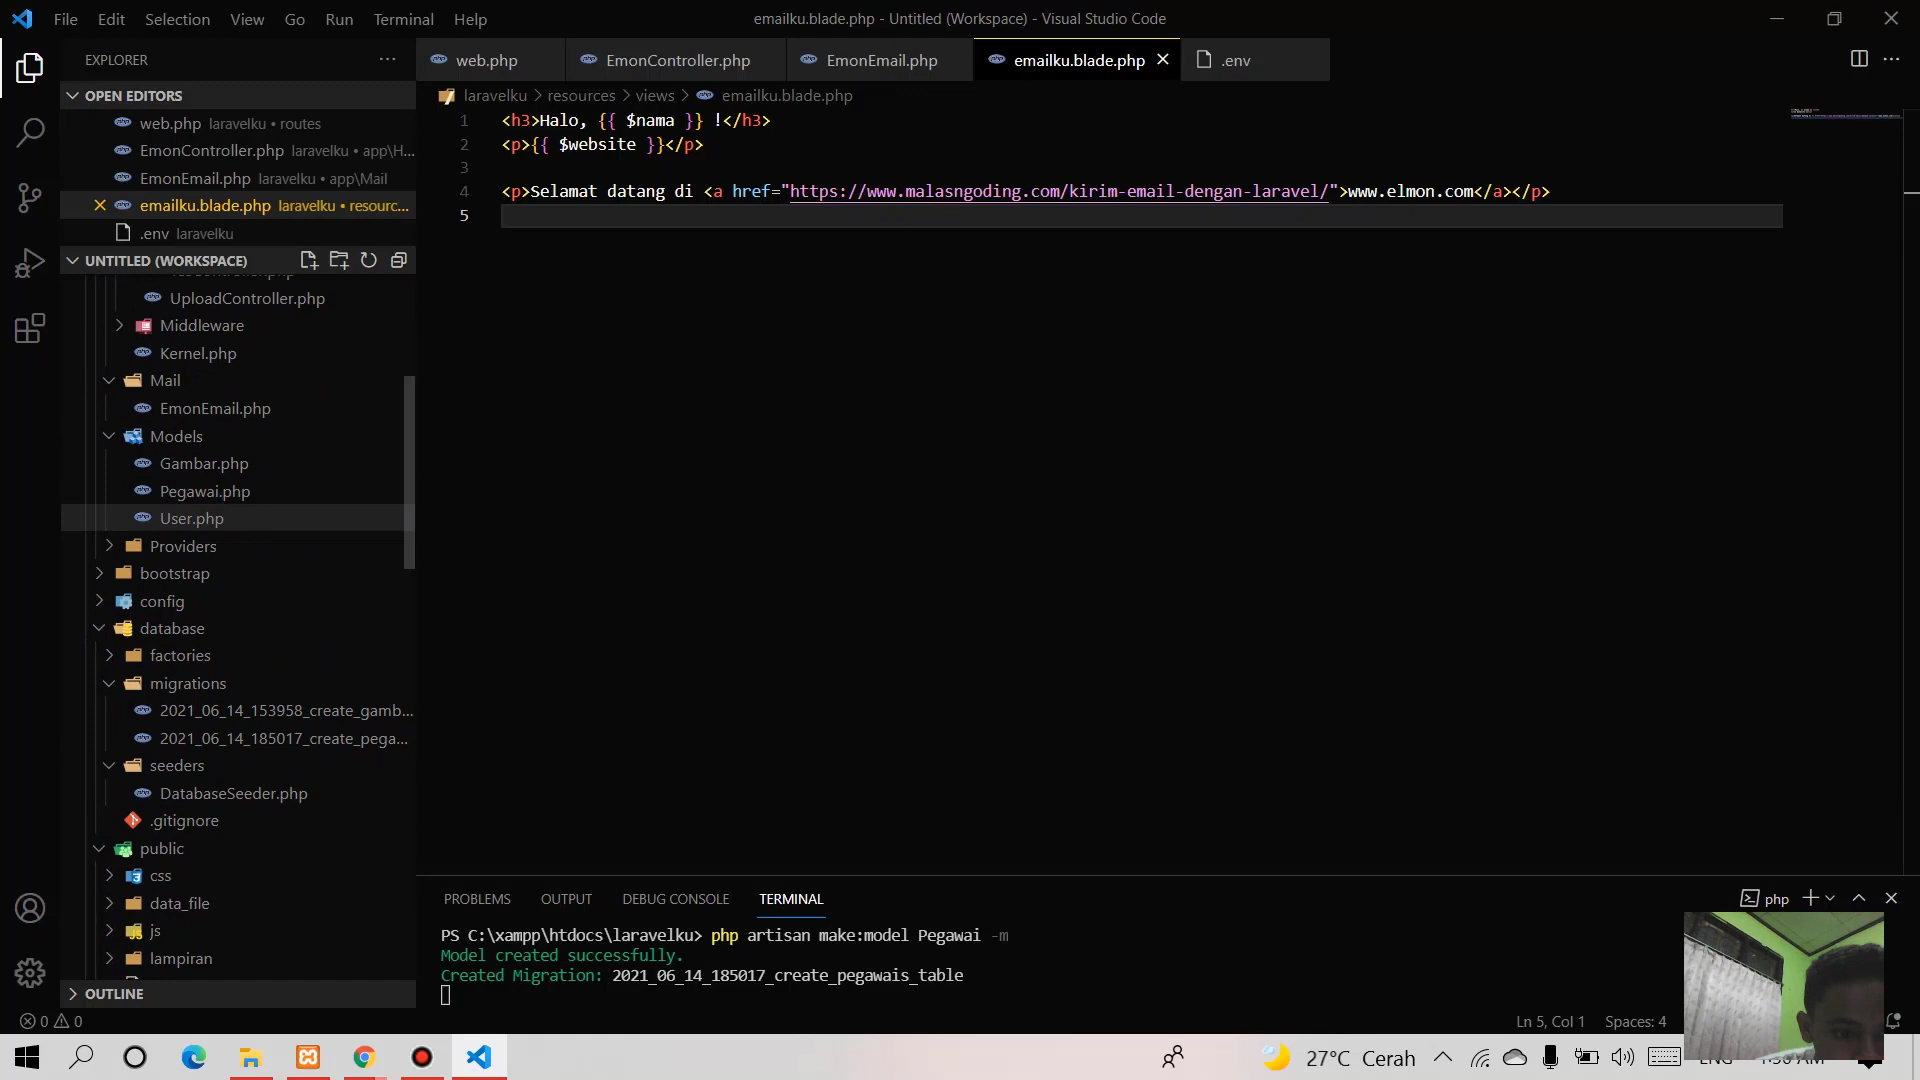 File Edit Selection View Go Run Terminal Help
emailku.blade.php - Untitled (Workspace) - Visual Studio Code
EXPLORER
web.php
EmonController.php
EmonEmail.php
emailku.blade.php
.env
OPEN EDITORS
web.php laravelku • routes
EmonController.php laravelku • app\H...
EmonEmail.php laravelku • app\Mail
emailku.blade.php laravelku • resourc...
.env laravelku
UNTITLED (WORKSPACE)
UploadController.php
Middleware
Kernel.php
Mail
EmonEmail.php
Models
Gambar.php
Pegawai.php
User.php
Providers
bootstrap
config
database
factories
migrations
2021_06_14_153958_create_gamb...
2021_06_14_185017_create_pega...
seeders
DatabaseSeeder.php
.gitignore
public
css
data_file
js
lampiran
OUTLINE
laravelku > resources > views > emailku.blade.php
1 <h3>Halo, {{ $nama }} !</h3>
2 <p>{{ $website }}</p>
3
4 <p>Selamat datang di <a href="https://www.malasngoding.com/kirim-email-dengan-laravel/">www.elmon.com</a></p>
5
PROBLEMS OUTPUT DEBUG CONSOLE TERMINAL
php
PS C:\xampp\htdocs\laravelku> php artisan make:model Pegawai -m
Model created successfully.
Created Migration: 2021_06_14_185017_create_pegawais_table
0 0
Ln 5, Col 1 Spaces: 4
27°C Cerah